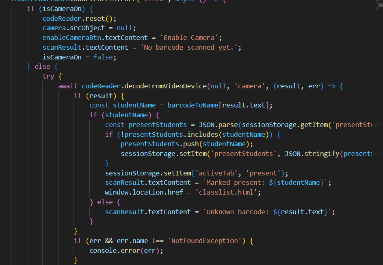 if (isCameraOn) {
codeReader.reset();
camera.srcObject = null;
enableCameraBtn.textContent = 'Enable Camera';
scanResult.textContent = 'No barcode scanned yet.';
isCameraOn = false;
} else {
try {
await codeReader.decodeFromVideoDevice(null, 'camera', (result, err) => {
if (result) {
const studentName = barcodeToName[result.text];
if (studentName) {
const presentStudents = JSON.parse(sessionStorage.getItem('presentStu
if (!presentStudents.includes(studentName)) {
presentStudents.push(studentName);
sessionStorage.setItem('presentStudents', JSON.stringify(present
}
sessionStorage.setItem('activeTab', 'present');
scanResult.textContent = `Marked present: ${studentName}`;
window.location.href = 'classlist.html';
} else {
scanResult.textContent = `Unknown barcode: ${result.text}`;
}
}
if (err && err.name !== 'NotFoundException') {
console.error(err);
}